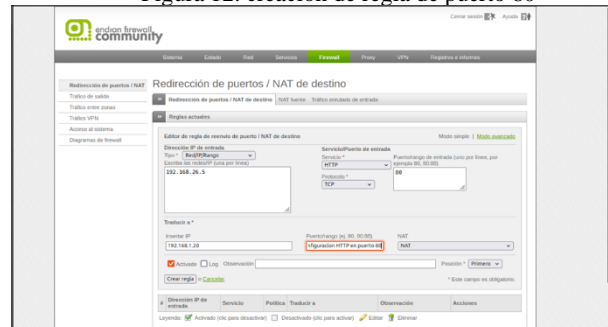 Figura 12. creación de regla de puerto 80
Cerrar sesión Ayuda
endian firewall
community
Sistema Estado Red Servicios Firewall Proxy VPN Registros e informes
Redirección de puertos / NAT
Tráfico de salida
Tráfico entre zonas
Tráfico VPN
Acceso al sistema
Diagramas de firewall
Redirección de puertos / NAT de destino
Redirección de puertos / NAT de destino NAT fuente Tráfico enrutado de entrada
Reglas actuales
Editor de regla de reenvío de puerto / NAT de destino Modo simple | Modo avanzado
Dirección IP de entrada Servicio/Puerto de entrada
Tipo * Red/IP/Rango Servicio * Puerto/rango de entrada (uno por línea, por
Escriba las redes/IP (una por línea) HTTP ejemplo 80, 80:88)
192.168.26.5 Protocolo * 80
TCP
Traducir a *
Insertar IP Puerto/rango (ej. 80, 80:88) NAT
192.168.1.20 nfiguracion HTTP en puerto 80 NAT
Activado Log Observación Posición * Primero
Crear regla o Cancelar * Este campo es obligatorio.
# Dirección IP de entrada Servicio Política Traducir a Observación Acciones
Leyenda: Activado (clic para desactivar) Desactivado (clic para activar) Editar Eliminar